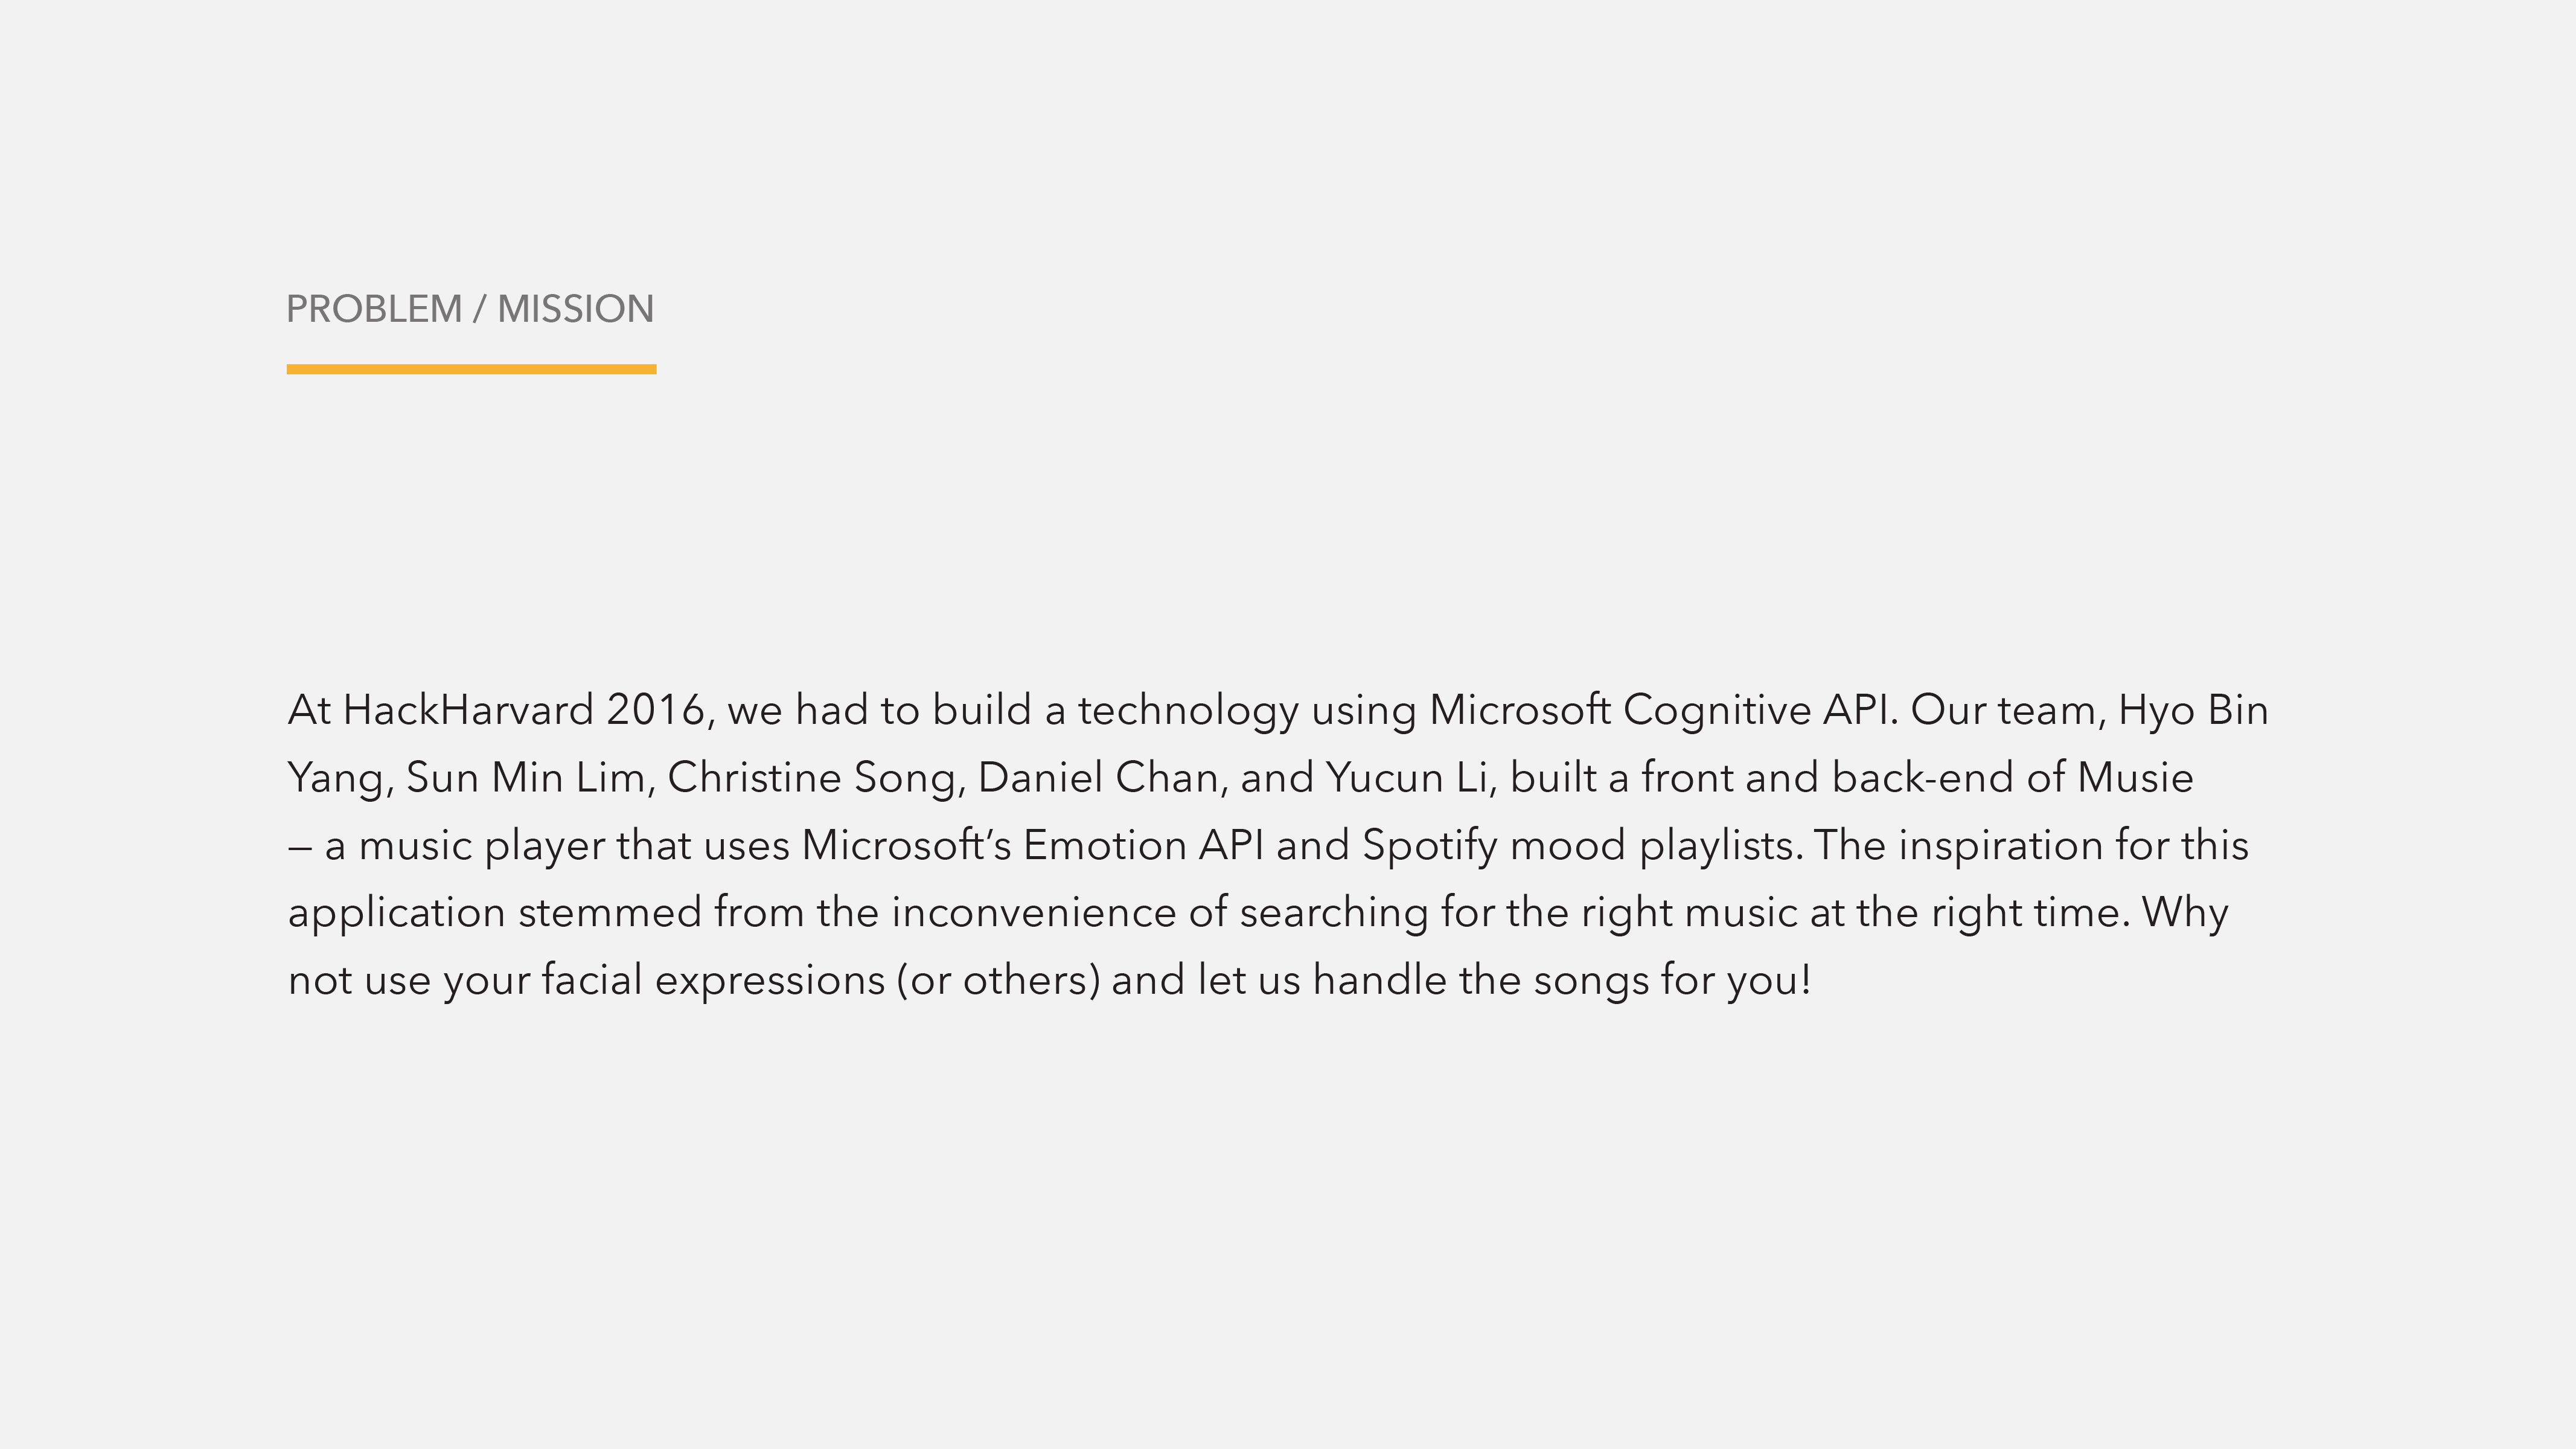 PROBLEM / MISSION
At HackHarvard 2016, we had to build a technology using Microsoft Cognitive API. Our team, Hyo Bin
Yang, Sun Min Lim, Christine Song, Daniel Chan, and Yucun Li, built a front and back-end of Musie
– a music player that uses Microsoft’s Emotion API and Spotify mood playlists. The inspiration for this
application stemmed from the inconvenience of searching for the right music at the right time. Why
not use your facial expressions (or others) and let us handle the songs for you!